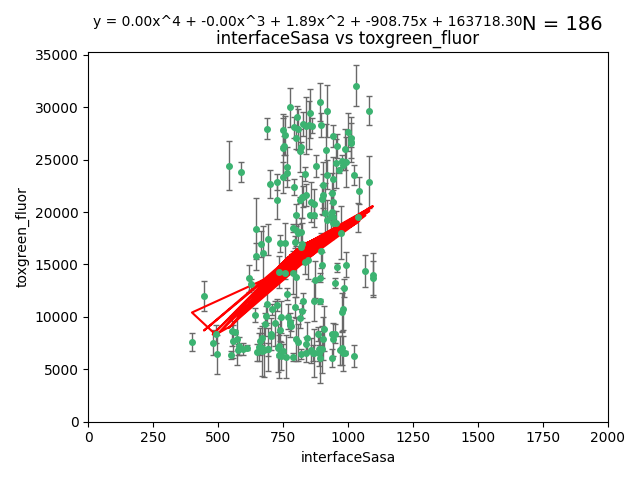 y = 0.00x^4 + -0.00x^3 + 1.89x^2 + -908.75x + 163718.30
N = 186
interfaceSasa vs toxgreen_fluor
35000
30000
25000
20000
15000
10000
5000
0
toxgreen_fluor
0 250 500 750 1000 1250 1500 1750 2000
interfaceSasa